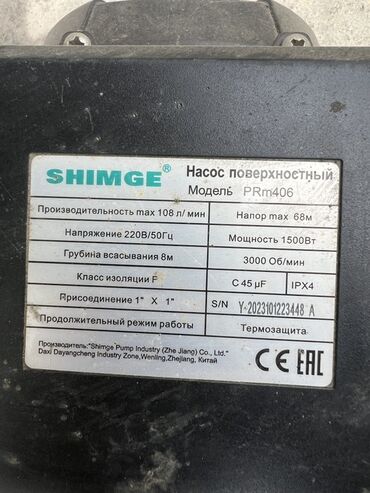 SHIMGE®
Насос поверхностный
Модель PRm406
Производительность max 108 л/ мин
Напор max 68м
Напряжение 220В/50Гц
Мощность 1500Вт
Грубина всасывания 8м
3000 Об/мин
Класс изоляции F
C 45 µF
IPX4
Присоединение 1" X 1"
S/N Y-2023101223448 A
Продолжительный режим работы
Термозащита
Производитель:"Shimge Pump Industry (Zhe Jiang) Co., Ltd."
Daxi Dayangcheng Industry Zone,Wenling,Zhejiang, Китай
CE EAC